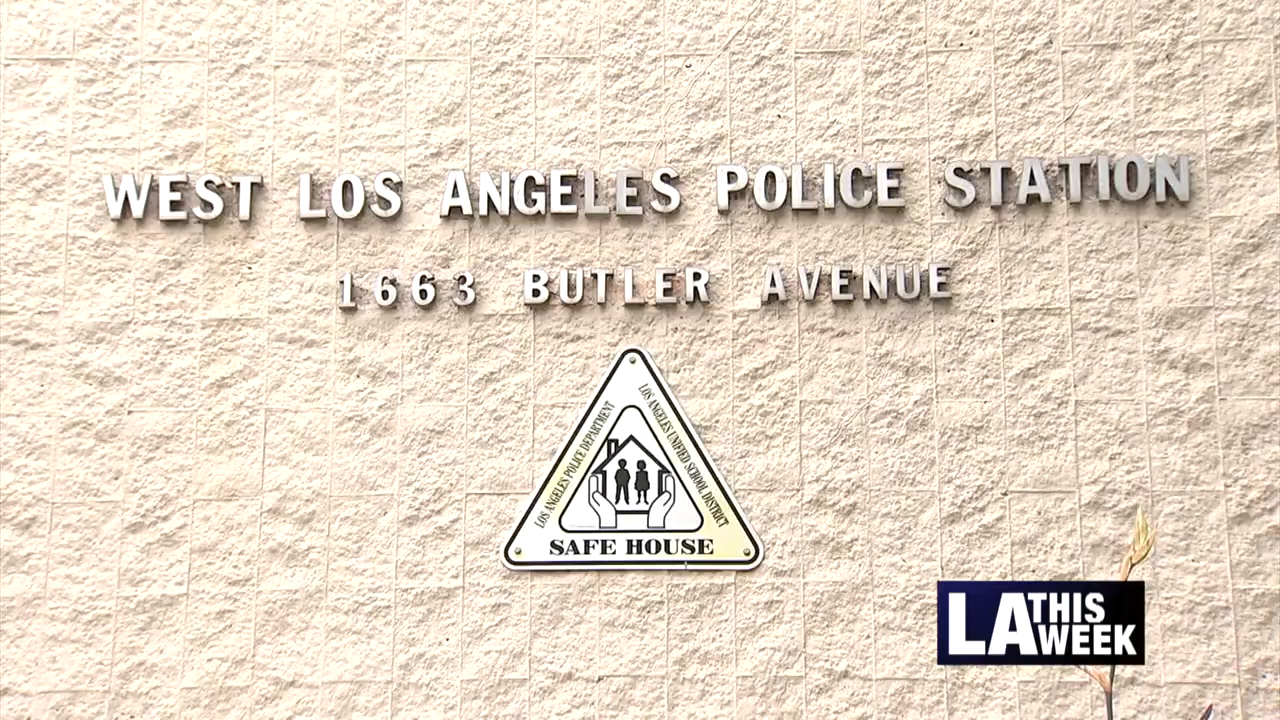 WEST LOS ANGELES POLICE STATION
1663 BUTLER AVENUE
LOS ANGELES POLICE DEPARTMENT
LOS ANGELES UNIFIED SCHOOL DISTRICT
SAFE HOUSE
LA THIS
WEEK